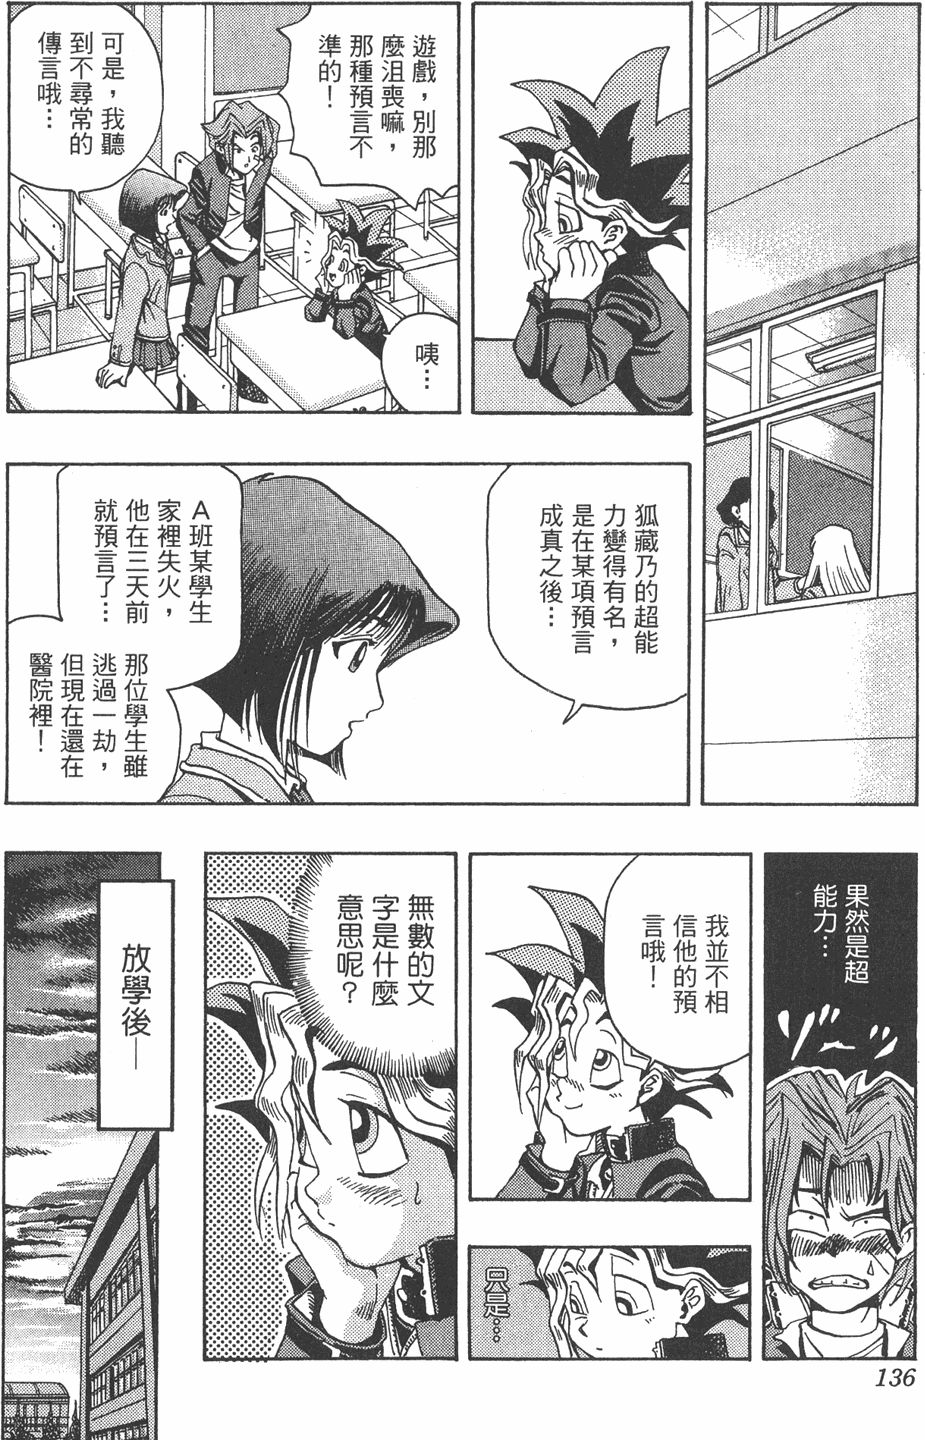 遊戲，別那
麼沮喪嘛，
那種預言不
準的！
可是，我聽
到不尋常的
傳言哦…
咦…
狐藏乃的超能
力變得有名，
是在某項預言
成真之後…
A班某學生
家裡失火，
他在三天前
就預言了…
那位學生雖
逃過一劫，
但現在還在
醫院裡！
果然是超
能力…
ゾ〜〜
我並不相
信他的預
言哦！
只是…
無數的文
字是什麼
意思呢？
放學後—
136